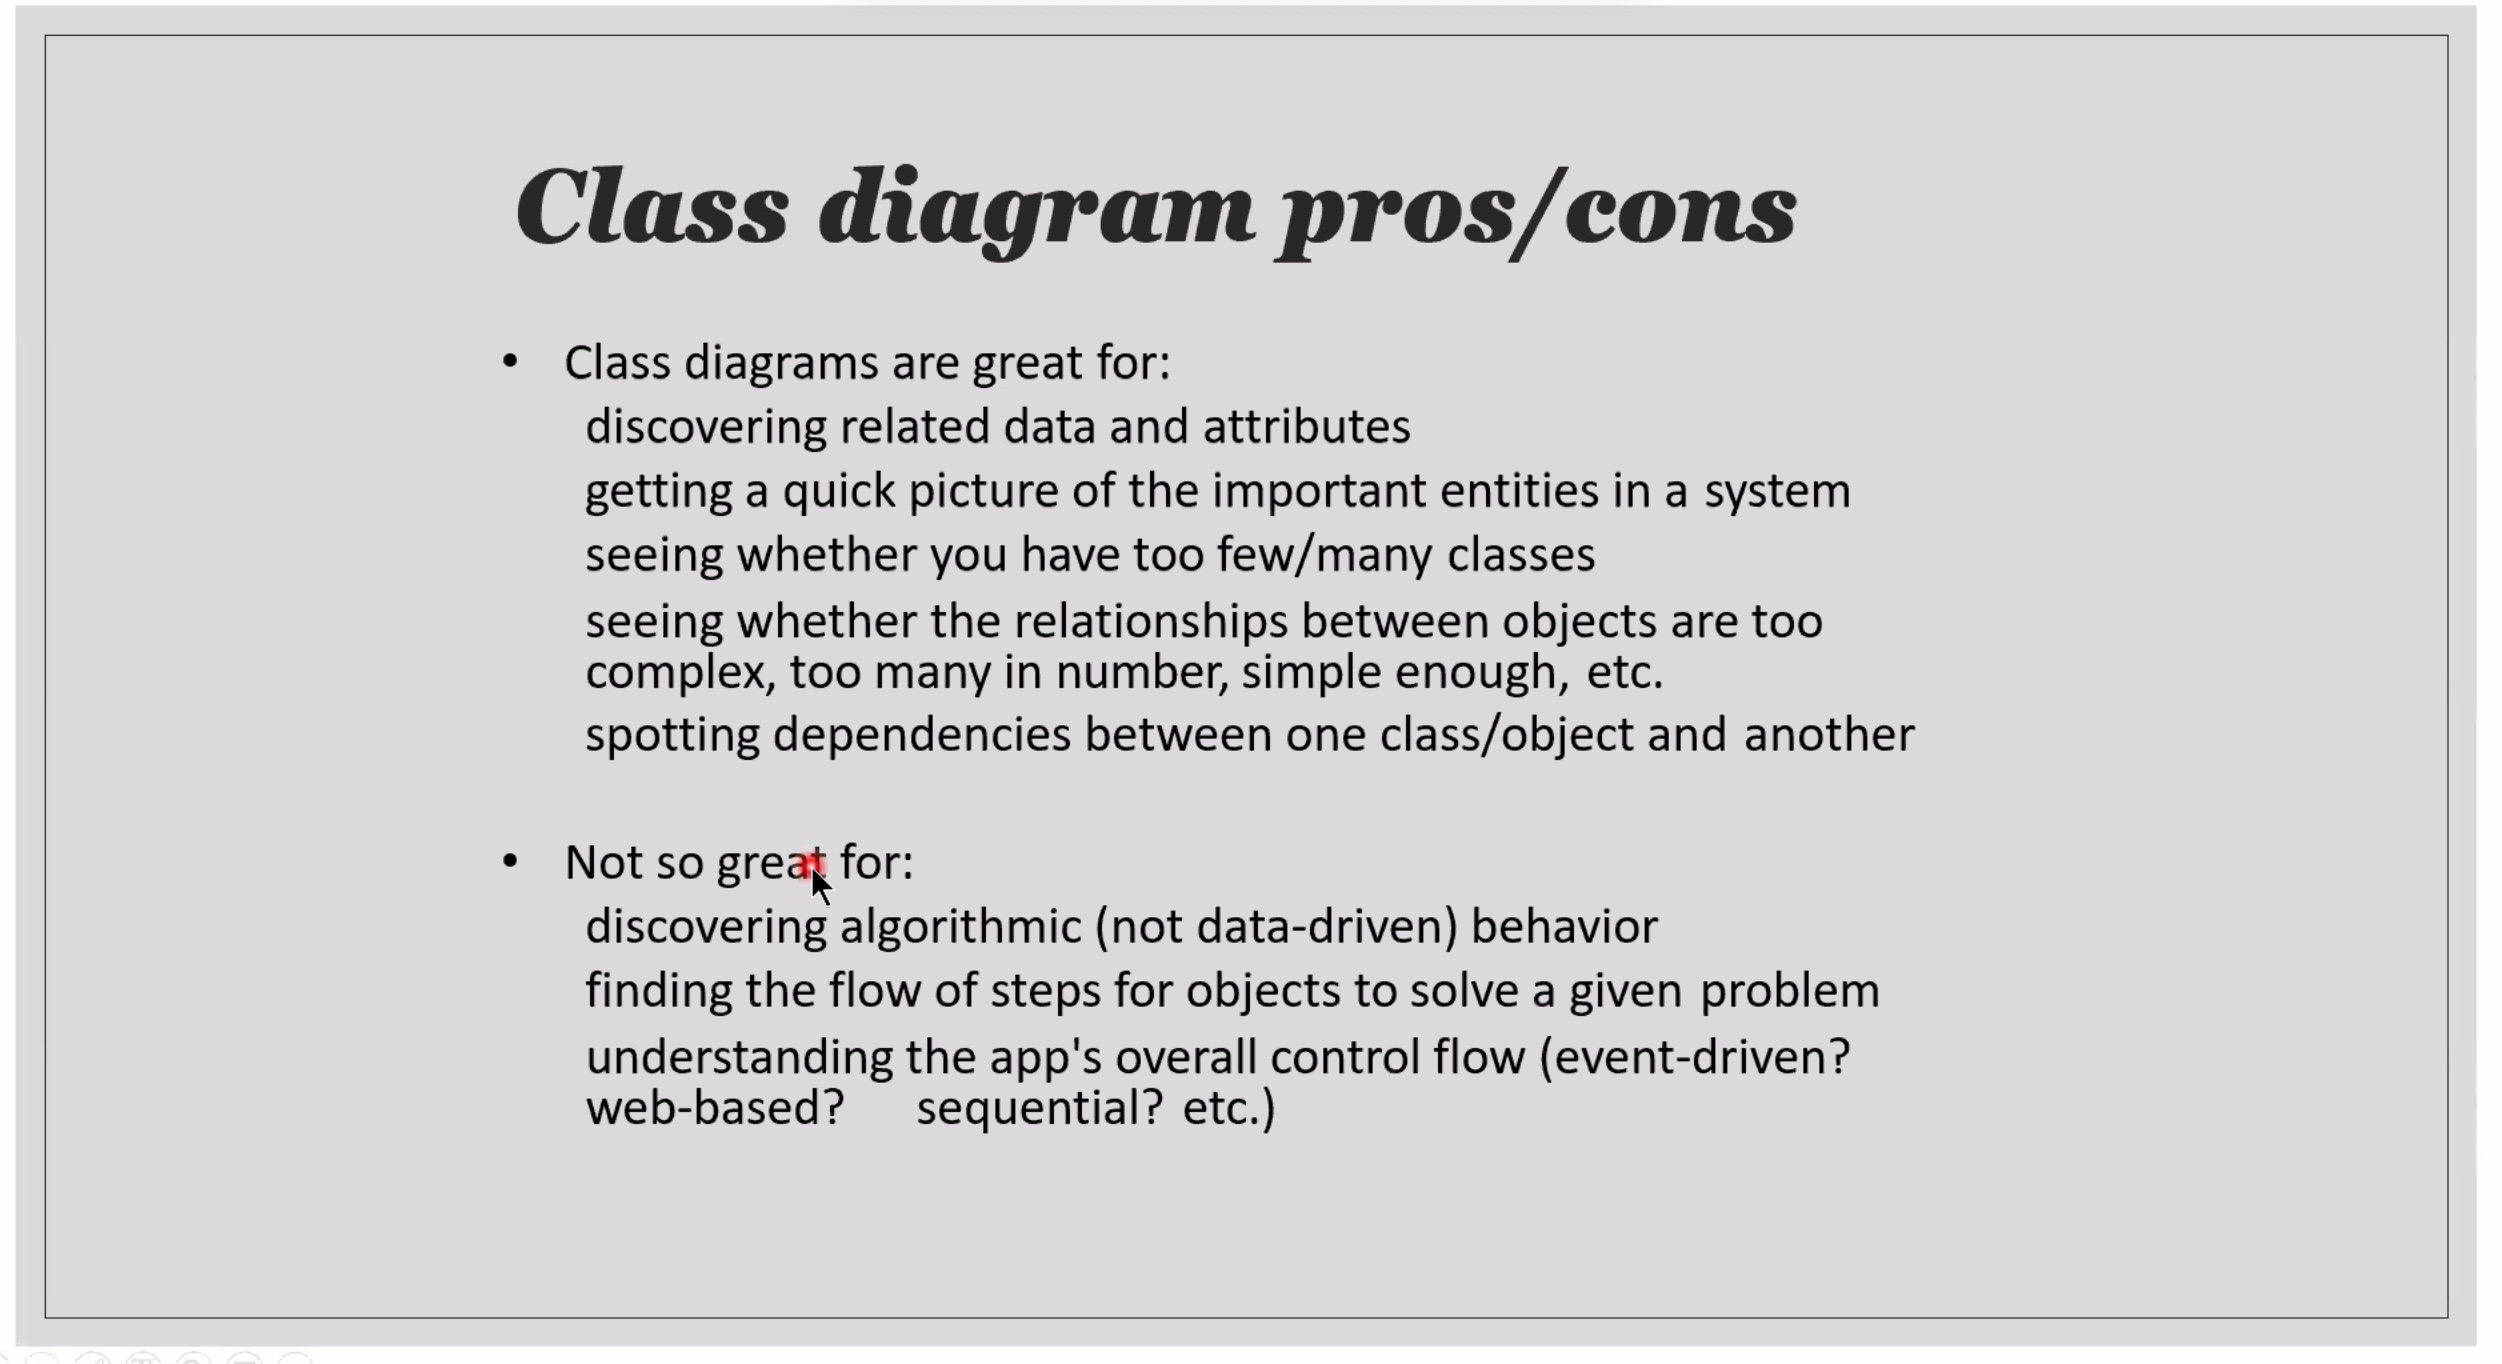 Class diagram pros/cons
• Class diagrams are great for:
discovering related data and attributes
getting a quick picture of the important entities in a system
seeing whether you have too few/many classes
seeing whether the relationships between objects are too
complex, too many in number, simple enough, etc.
spotting dependencies between one class/object and another
• Not so great for:
discovering algorithmic (not data-driven) behavior
finding the flow of steps for objects to solve a given problem
understanding the app's overall control flow (event-driven?
web-based? sequential? etc.)